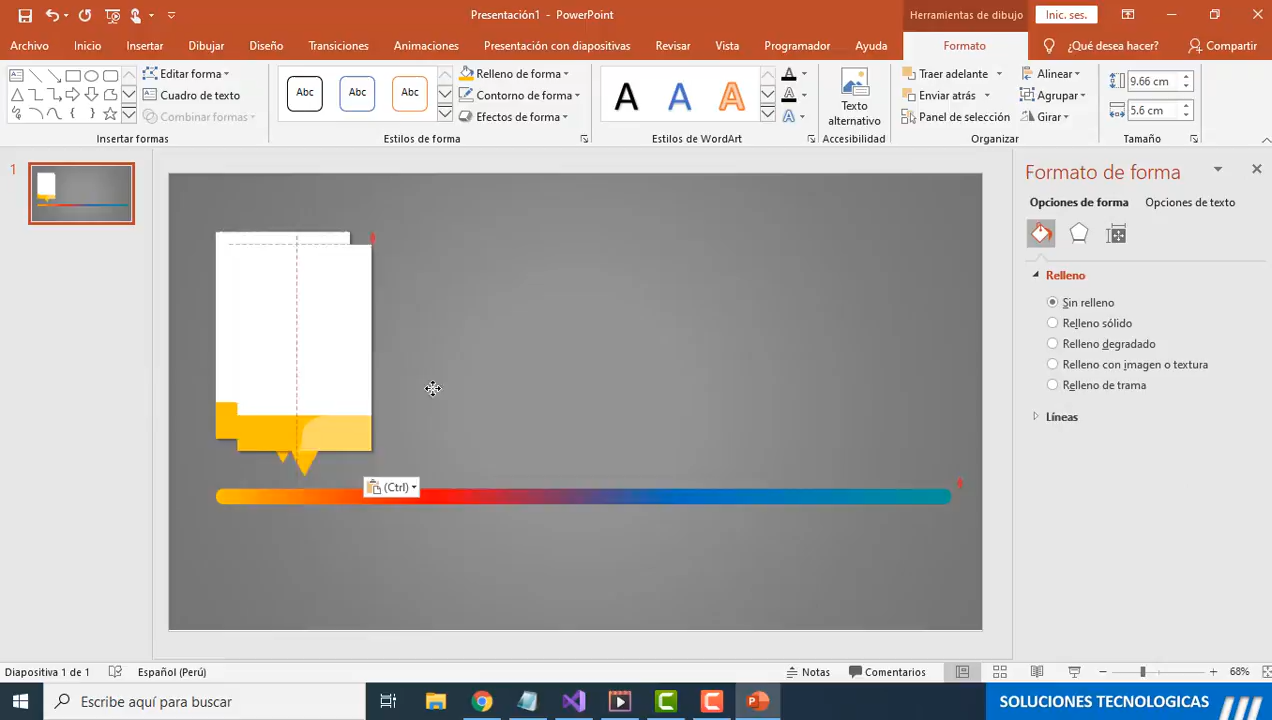 Presentación1 - PowerPoint
Herramientas de dibujo
Inic. ses.
Archivo
Inicio
Insertar
Dibujar
Diseño
Transiciones
Animaciones
Presentación con diapositivas
Revisar
Vista
Programador
Ayuda
Formato
¿Qué desea hacer?
Compartir
Editar forma
Cuadro de texto
Combinar formas
Insertar formas
Abc
Abc
Abc
Relleno de forma
Contorno de forma
Efectos de forma
Estilos de forma
A
A
A
A
A
A
Estilos de WordArt
Texto
alternativo
Accesibilidad
Traer adelante
Enviar atrás
Panel de selección
Alinear
Agrupar
Girar
Organizar
9.66 cm
5.6 cm
Tamaño
1
Formato de forma
Opciones de forma
Opciones de texto
Relleno
Sin relleno
Relleno sólido
Relleno degradado
Relleno con imagen o textura
Relleno de trama
Líneas
(Ctrl)
Diapositiva 1 de 1
Español (Perú)
Notas
Comentarios
68%
Escribe aquí para buscar
SOLUCIONES TECNOLOGICAS